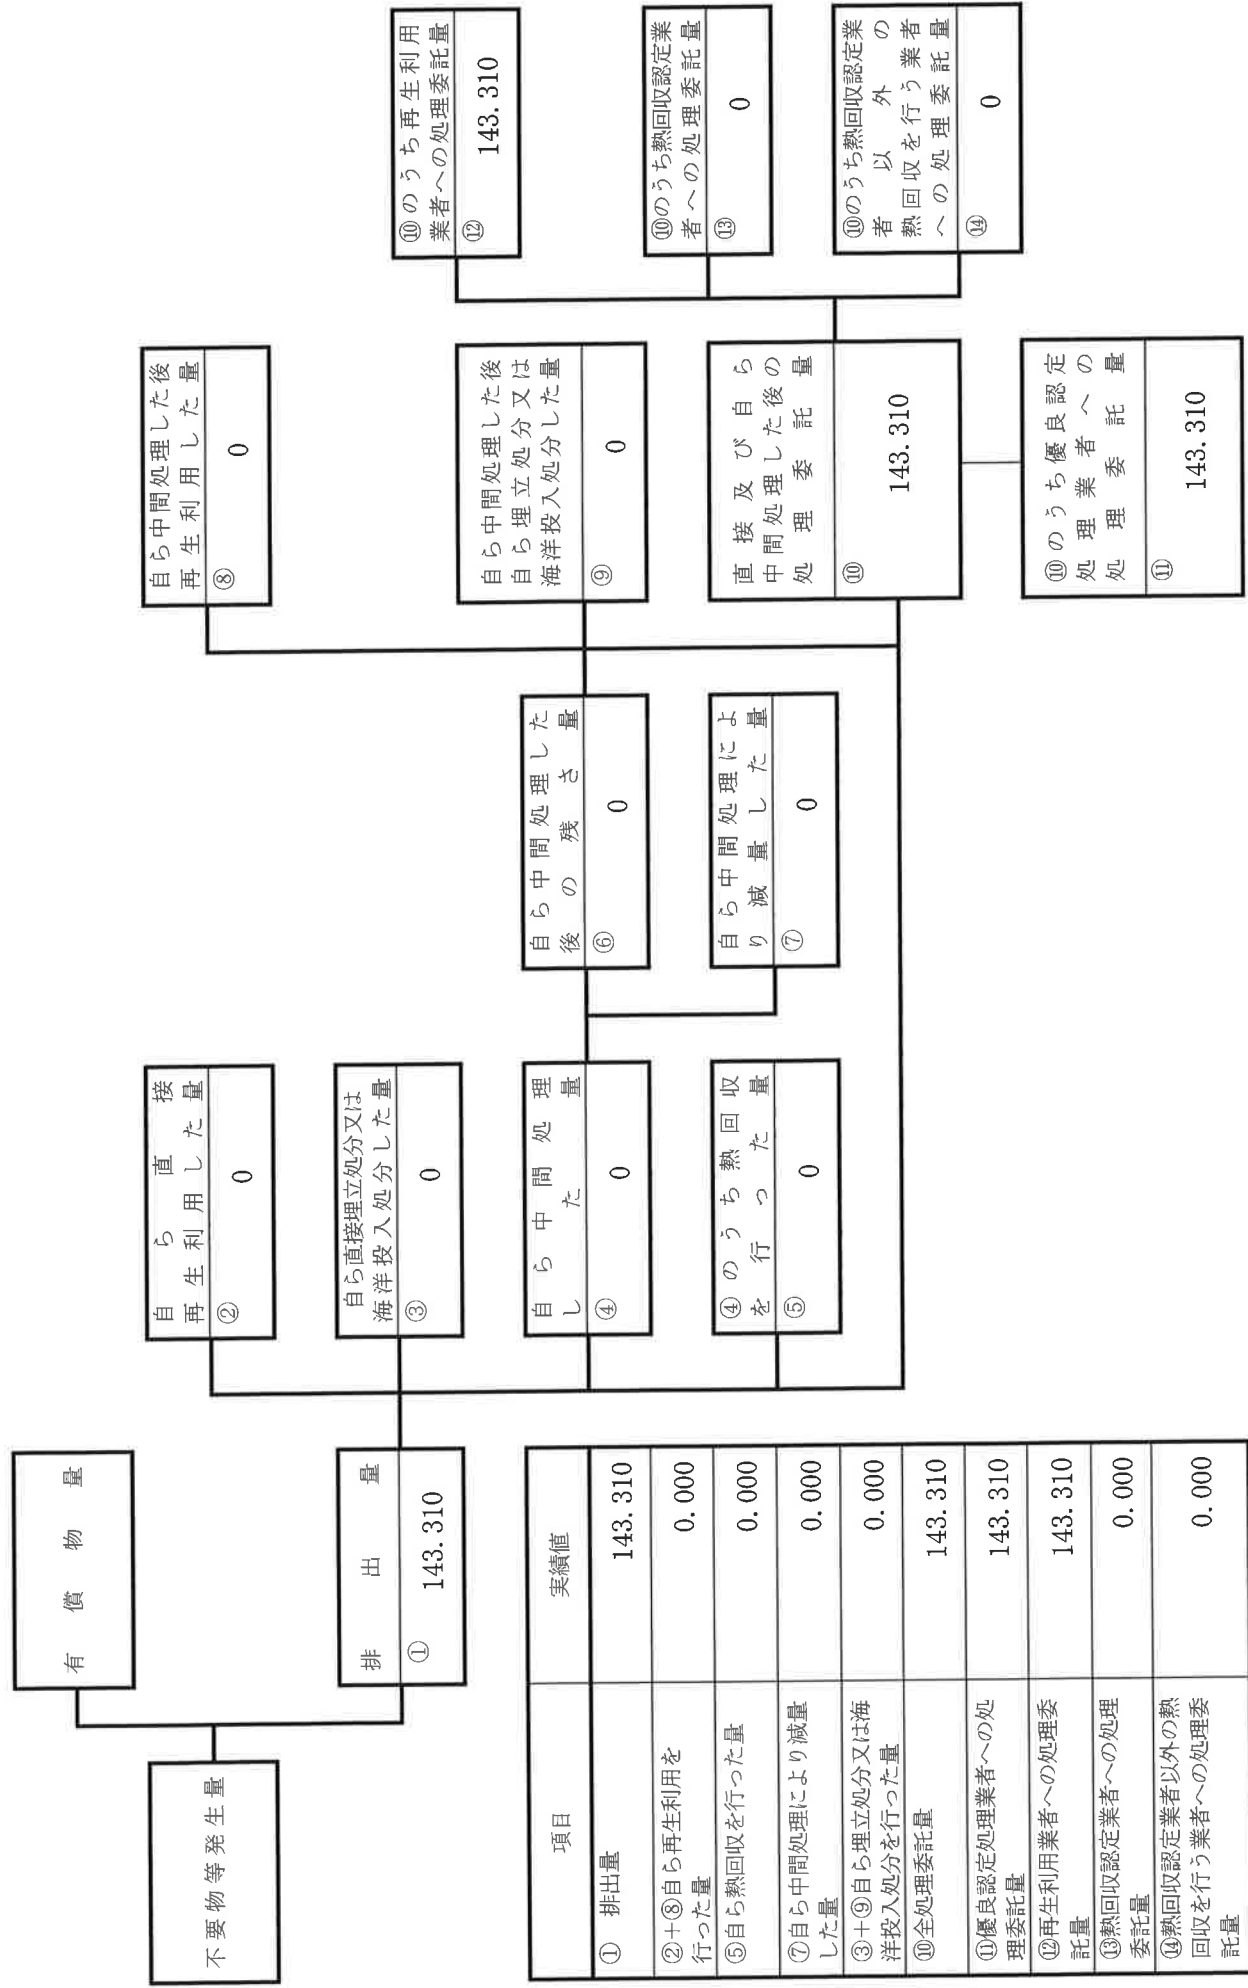 不要物等発生量
有償物量
排出量
① 143.310
自ら直接
再生利用した量
② 0
自ら直接埋立処分又は
海洋投入処分した量
③ 0
自ら中間処理
した量
④ 0
④のうち熱回収
を行った量
⑤ 0
自ら中間処理した
後の残さ量
⑥ 0
自ら中間処理によ
り減量した量
⑦ 0
自ら中間処理した後
再生利用した量
⑧ 0
自ら中間処理した後
自ら埋立処分又は
海洋投入処分した量
⑨ 0
直接及び自ら
中間処理した後の
処理委託量
⑩ 143.310
⑩のうち優良認定
処理業者への
処理委託量
⑪ 143.310
⑩のうち再生利用
業者への処理委託量
⑫ 143.310
⑩のうち熱回収認定業
者への処理委託量
⑬ 0
⑩のうち熱回収認定業
者以外の
熱回収を行う業者
への処理委託量
⑭ 0
項目 実績値
① 排出量 143.310
②+⑧自ら再生利用を
行った量 0.000
⑤自ら熱回収を行った量 0.000
⑦自ら中間処理により減量
した量 0.000
③+⑨自ら埋立処分又は海
洋投入処分を行った量 0.000
⑩全処理委託量 143.310
⑪優良認定処理業者への処
理委託量 143.310
⑫再生利用業者への処理委
託量 143.310
⑬熱回収認定業者への処理
委託量 0.000
⑭熱回収認定業者以外の熱
回収を行う業者への処理委
託量 0.000